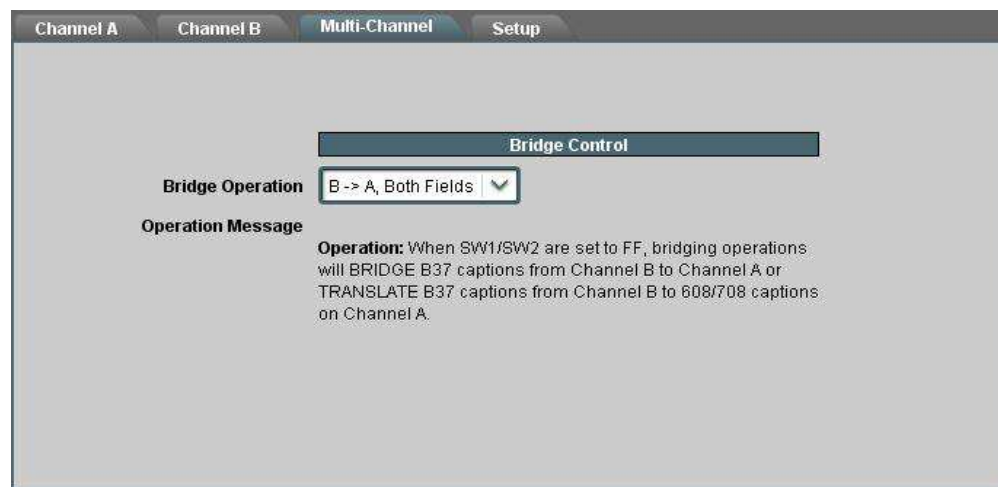 Channel A
Channel B
Multi-Channel
Setup
Bridge Control
Bridge Operation
B -> A, Both Fields
Operation Message
Operation: When SW1/SW2 are set to FF, bridging operations
will BRIDGE B37 captions from Channel B to Channel A or
TRANSLATE B37 captions from Channel B to 608/708 captions
on Channel A.